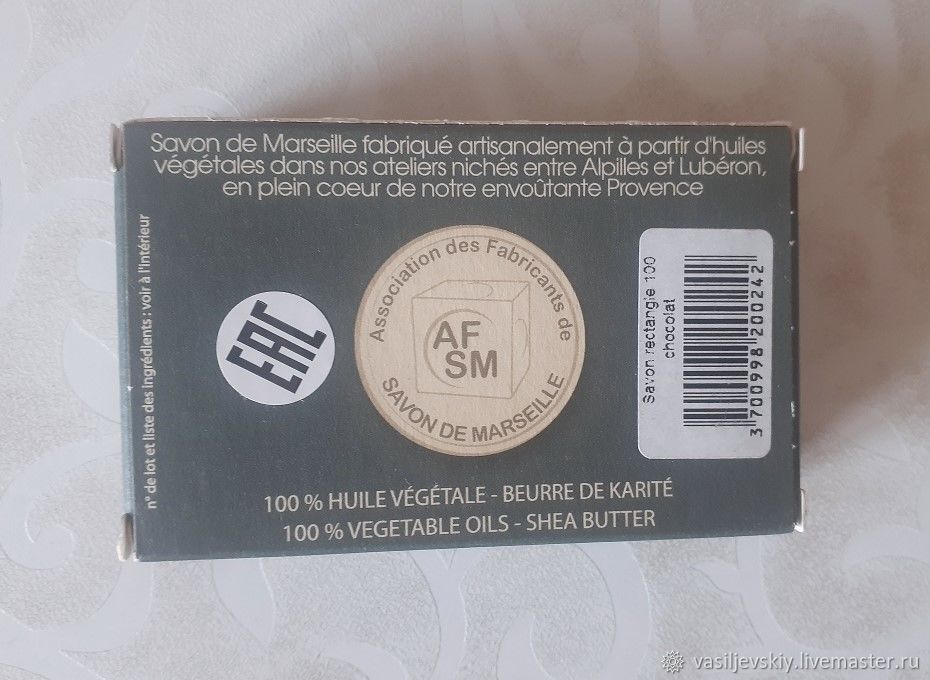 Savon de Marseille fabriqué artisanalement à partir d'huiles
végétales dans nos ateliers nichés entre Alpilles et Lubéron,
en plein coeur de notre envoûtante Provence
n° de lot et liste des ingrédients : voir à l'intérieur
EAC
Association des Fabricants de
AF
SM
SAVON DE MARSEILLE
Savon rectangle 100
chocolat
3 700998 200242
100 % HUILE VÉGÉTALE - BEURRE DE KARITÉ
100 % VEGETABLE OILS - SHEA BUTTER
vasiljevskiy.livemaster.ru